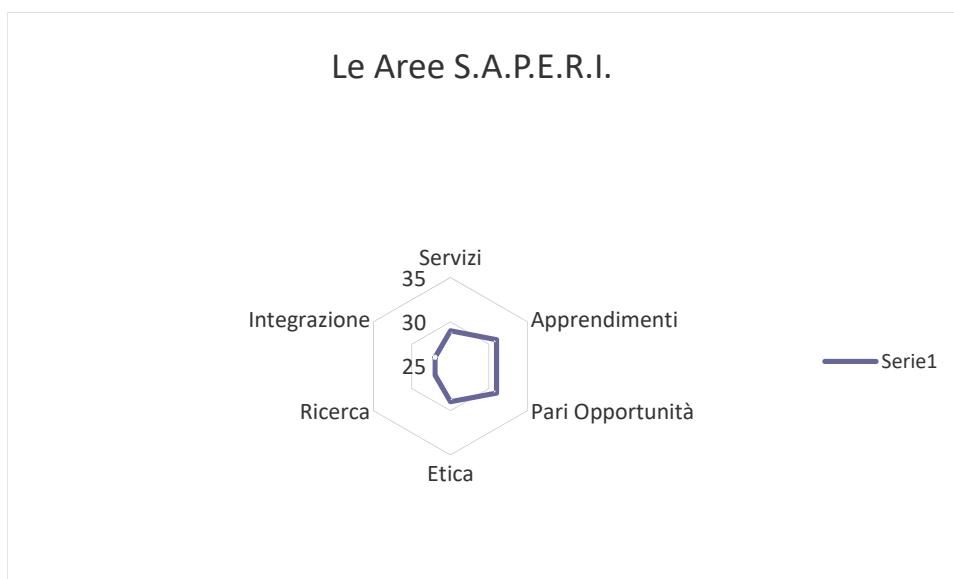 Le Aree S.A.P.E.R.I.
Servizi
35
Integrazione
30
Apprendimenti
25
Serie1
Ricerca
Pari Opportunità
Etica